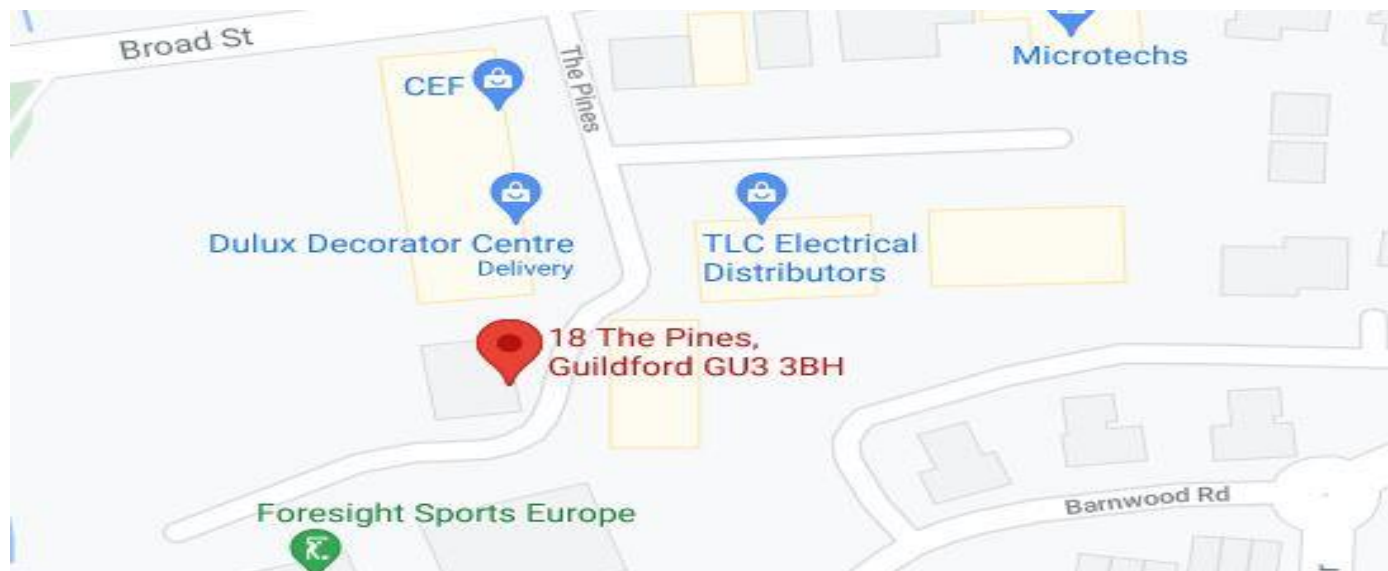 Broad St
The Pines
CEF
Microtechs
Dulux Decorator Centre
Delivery
TLC Electrical
Distributors
18 The Pines,
Guildford GU3 3BH
Barnwood Rd
Foresight Sports Europe